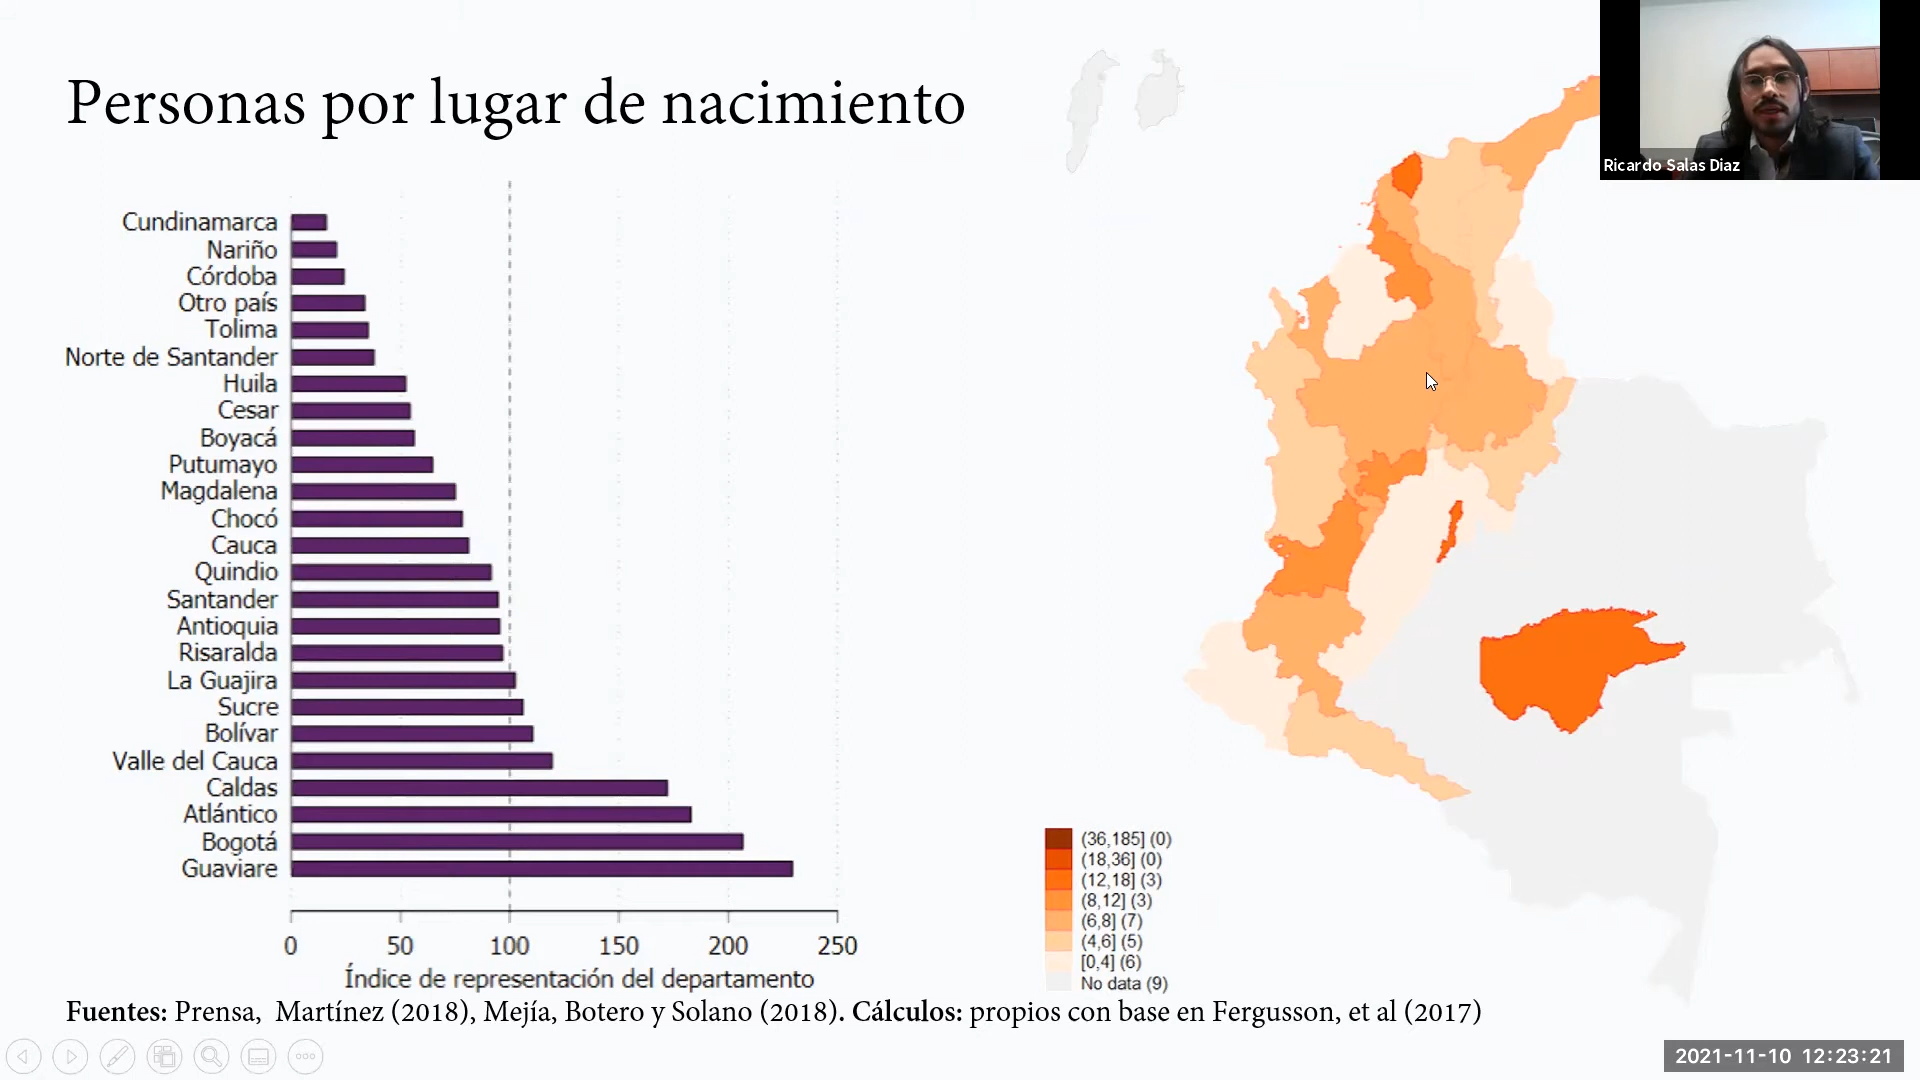 Personas por lugar de nacimiento
Ricardo Salas Diaz
Cundinamarca
Nariño
Córdoba
Otro país
Tolima
Norte de Santander
Huila
Cesar
Boyacá
Putumayo
Magdalena
Chocó
Cauca
Quindio
Santander
Antioquia
Risaralda
La Guajira
Sucre
Bolívar
Valle del Cauca
Caldas
Atlántico
Bogotá
Guaviare
0 50 100 150 200 250
Índice de representación del departamento
(36,185] (0)
(18,36] (0)
(12,18] (3)
(8,12] (3)
(6,8] (7)
(4,6] (5)
[0,4] (6)
No data (9)
Fuentes: Prensa, Martínez (2018), Mejía, Botero y Solano (2018). Cálculos: propios con base en Fergusson, et al (2017)
2021-11-10 12:23:21